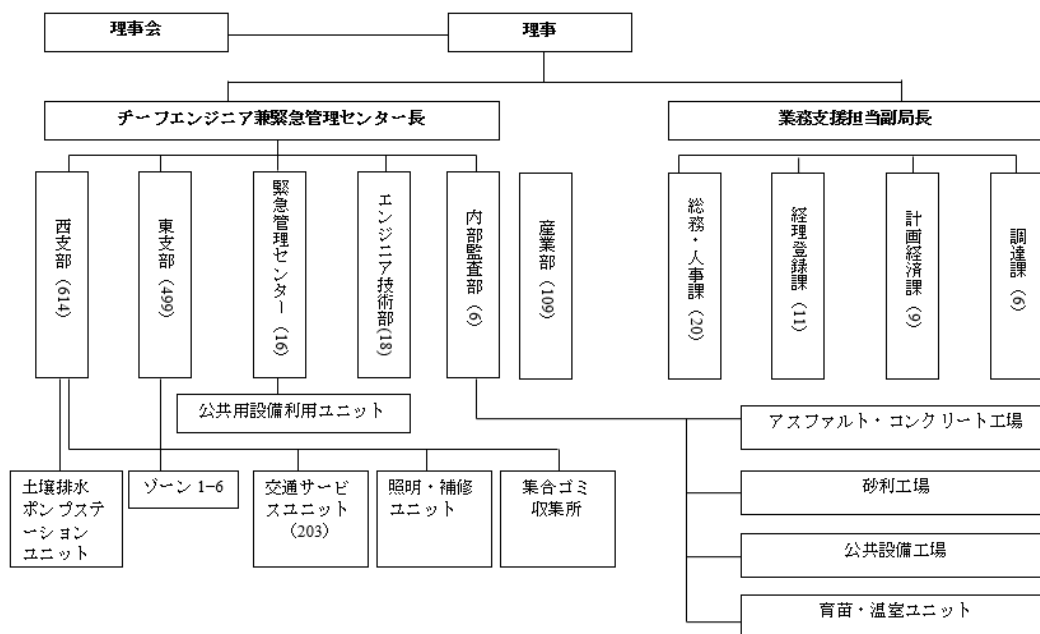 理事会
理事
チーフエンジニア兼緊急管理センター長
業務支援担当副局長
西支部 (614)
東支部 (499)
緊急管理センター (16)
エンジニア技術部 (18)
内部監査部 (6)
産業部 (109)
総務・人事課 (20)
経理登録課 (11)
計画経済課 (9)
調達課 (6)
公共用設備利用ユニット
アスファルト・コンクリート工場
土壌排水
ポンプステ
ーション
ユニット
ゾーン 1-6
交通サービ
スユニット
(203)
照明・補修
ユニット
集合ゴミ
収集所
砂利工場
公共設備工場
育苗・温室ユニット